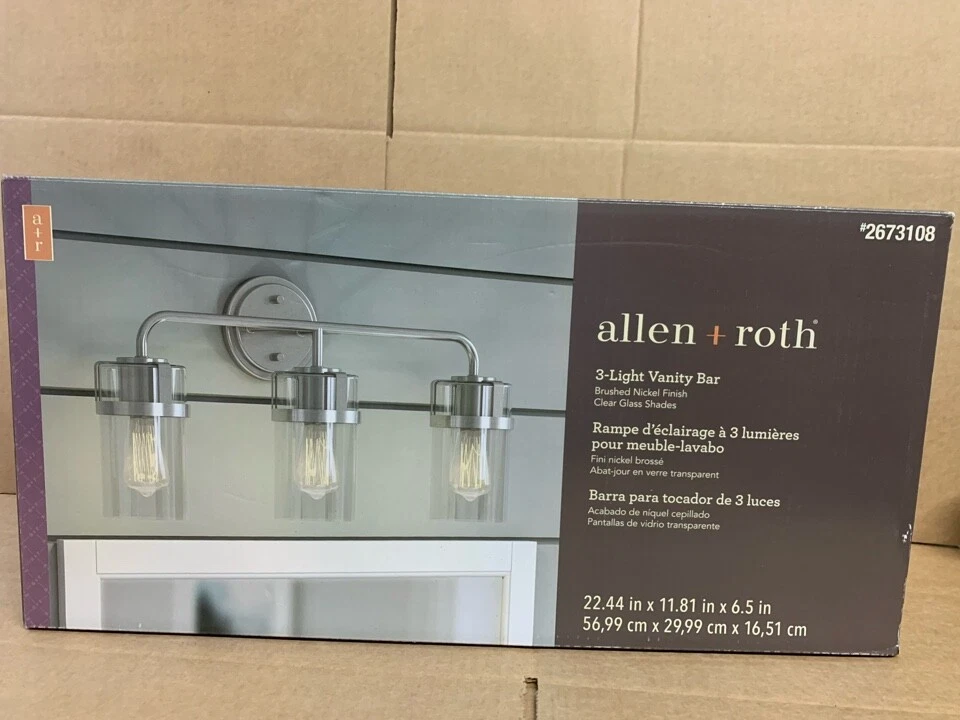 a
+
r
#2673108
allen + roth®
3-Light Vanity Bar
Brushed Nickel Finish
Clear Glass Shades
Rampe d'éclairage à 3 lumières
pour meuble-lavabo
Fini nickel brossé
Abat-jour en verre transparent
Barra para tocador de 3 luces
Acabado de níquel cepillado
Pantallas de vidrio transparente
22.44 in x 11.81 in x 6.5 in
56,99 cm x 29,99 cm x 16,51 cm